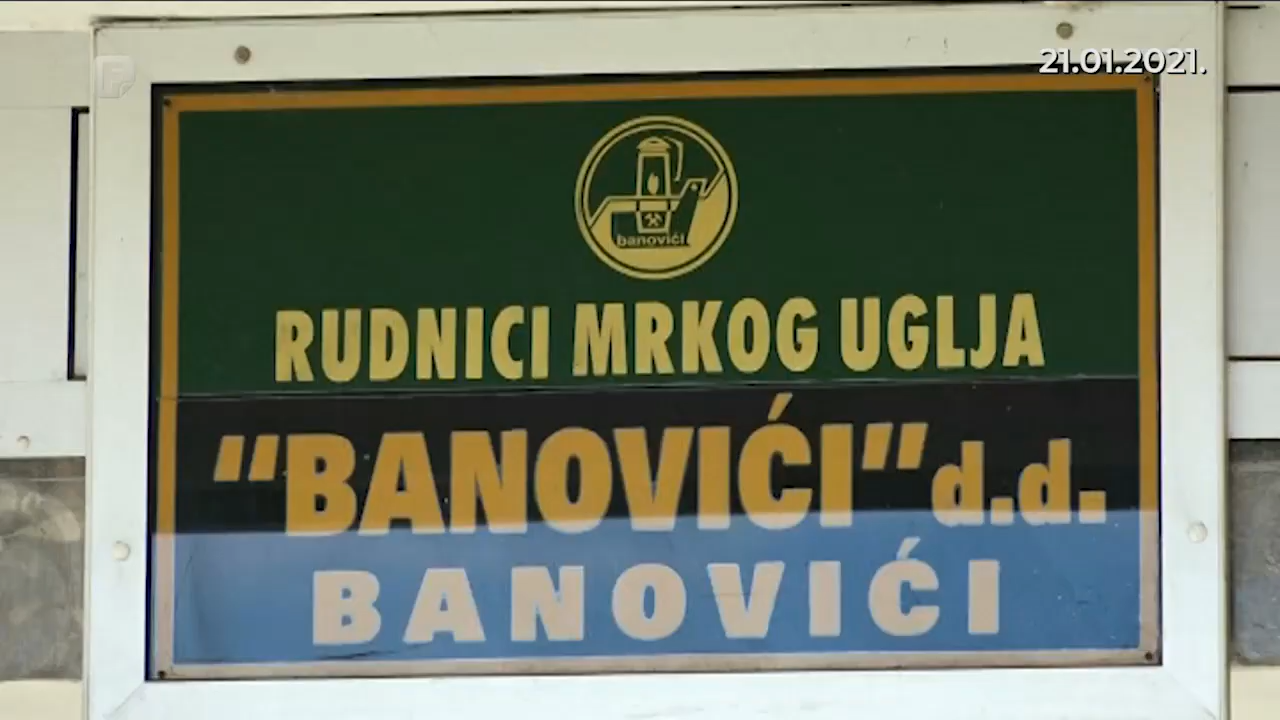 21.01.2021.
banovići
RUDNICI MRKOG UGLJA
"BANOVIĆI" d.d.
BANOVIĆI